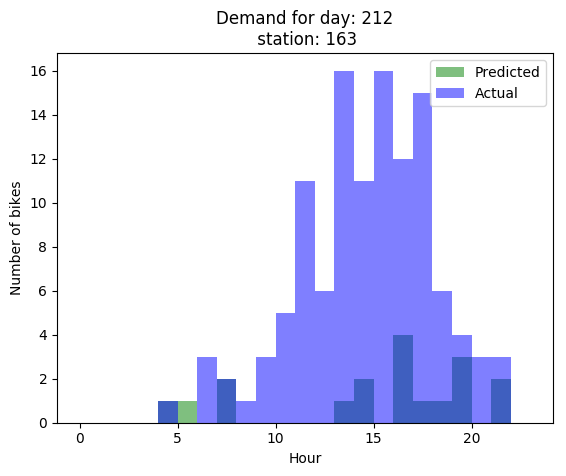 Demand for day: 212
station: 163
Predicted
Actual
Number of bikes
16
14
12
10
8
6
4
2
0
0 5 10 15 20
Hour